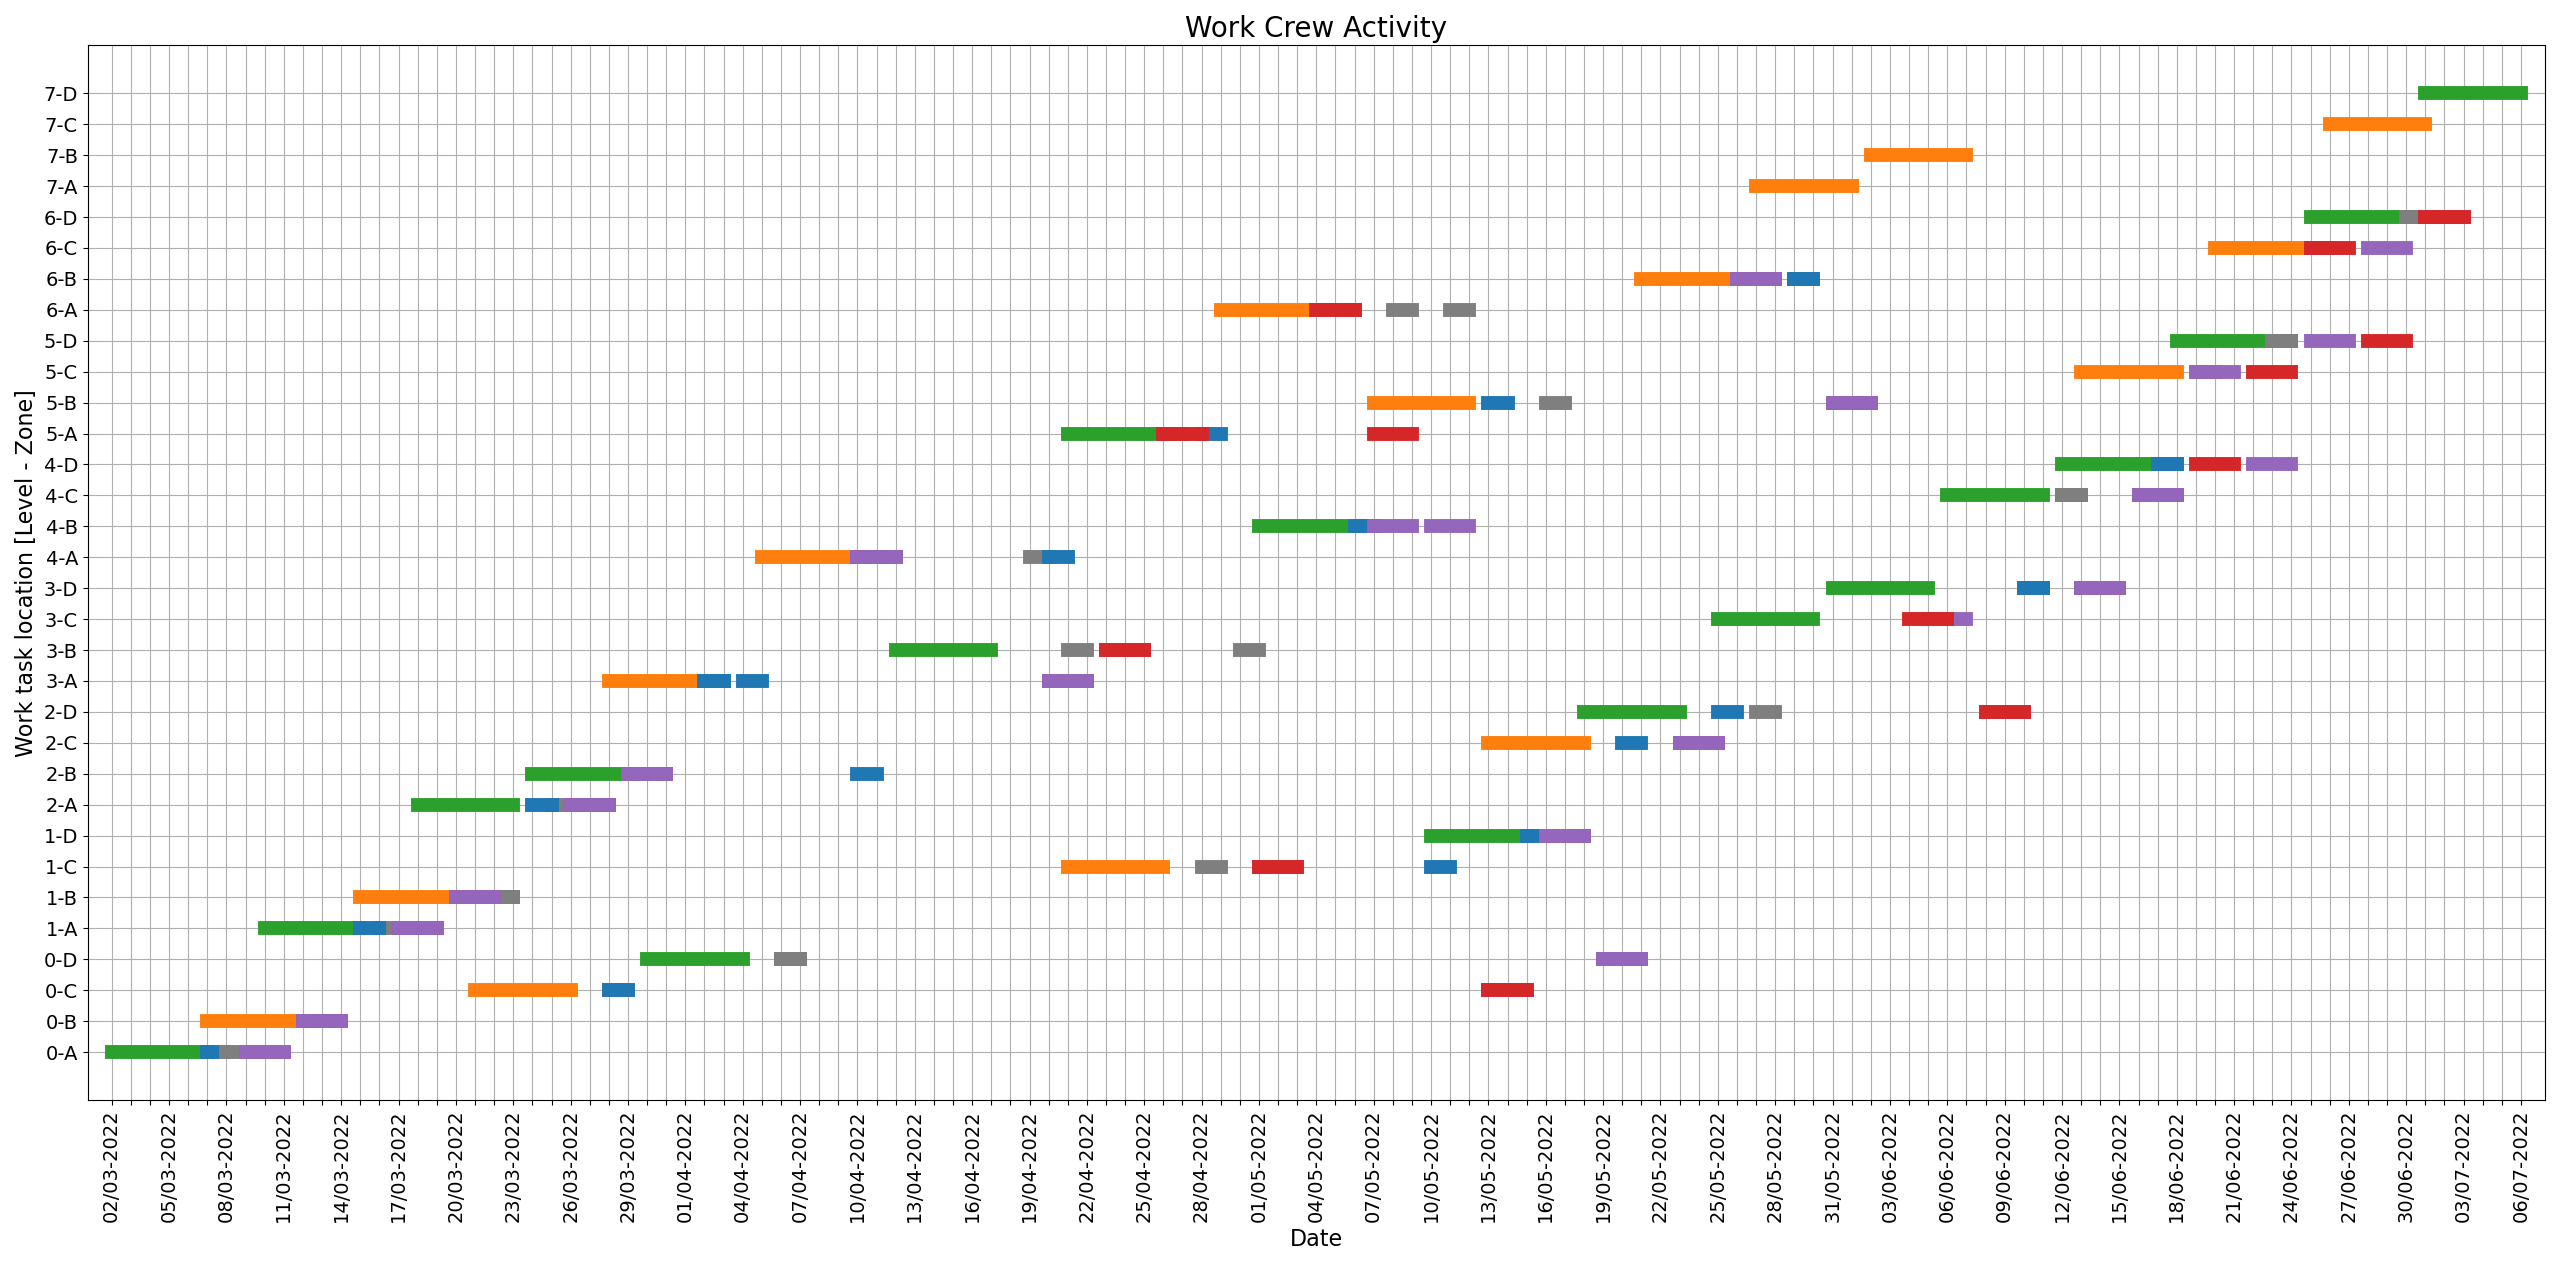 Work Crew Activity
Work task location [Level - Zone]
7-D
7-C
7-B
7-A
6-D
6-C
6-B
6-A
5-D
5-C
5-B
5-A
4-D
4-C
4-B
4-A
3-D
3-C
3-B
3-A
2-D
2-C
2-B
2-A
1-D
1-C
1-B
1-A
0-D
0-C
0-B
0-A
02/03-2022
05/03-2022
08/03-2022
11/03-2022
14/03-2022
17/03-2022
20/03-2022
23/03-2022
26/03-2022
29/03-2022
01/04-2022
04/04-2022
07/04-2022
10/04-2022
13/04-2022
16/04-2022
19/04-2022
22/04-2022
25/04-2022
28/04-2022
01/05-2022
04/05-2022
07/05-2022
10/05-2022
13/05-2022
16/05-2022
19/05-2022
22/05-2022
25/05-2022
28/05-2022
31/05-2022
03/06-2022
06/06-2022
09/06-2022
12/06-2022
15/06-2022
18/06-2022
21/06-2022
24/06-2022
27/06-2022
30/06-2022
03/07-2022
06/07-2022
Date